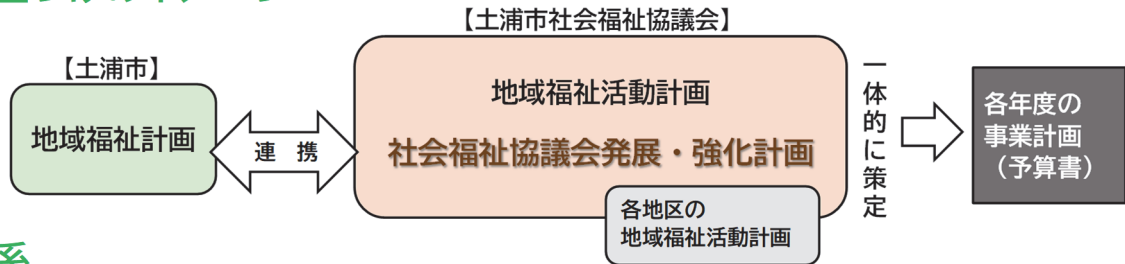 【土浦市社会福祉協議会】
【土浦市】
地域福祉計画
連 携
地域福祉活動計画
社会福祉協議会発展・強化計画
各地区の
地域福祉活動計画
一体的に策定
各年度の
事業計画
（予算書）